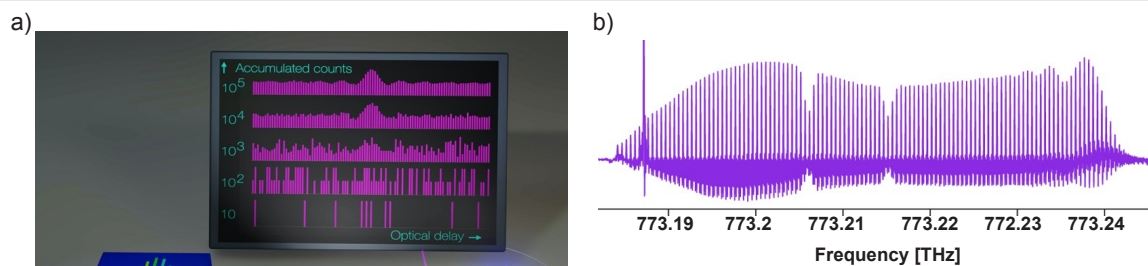 a)
↑ Accumulated counts
10⁵
10⁴
10³
10²
10
Optical delay →
b)
773.19 773.2 773.21 773.22 773.23 773.24
Frequency [THz]